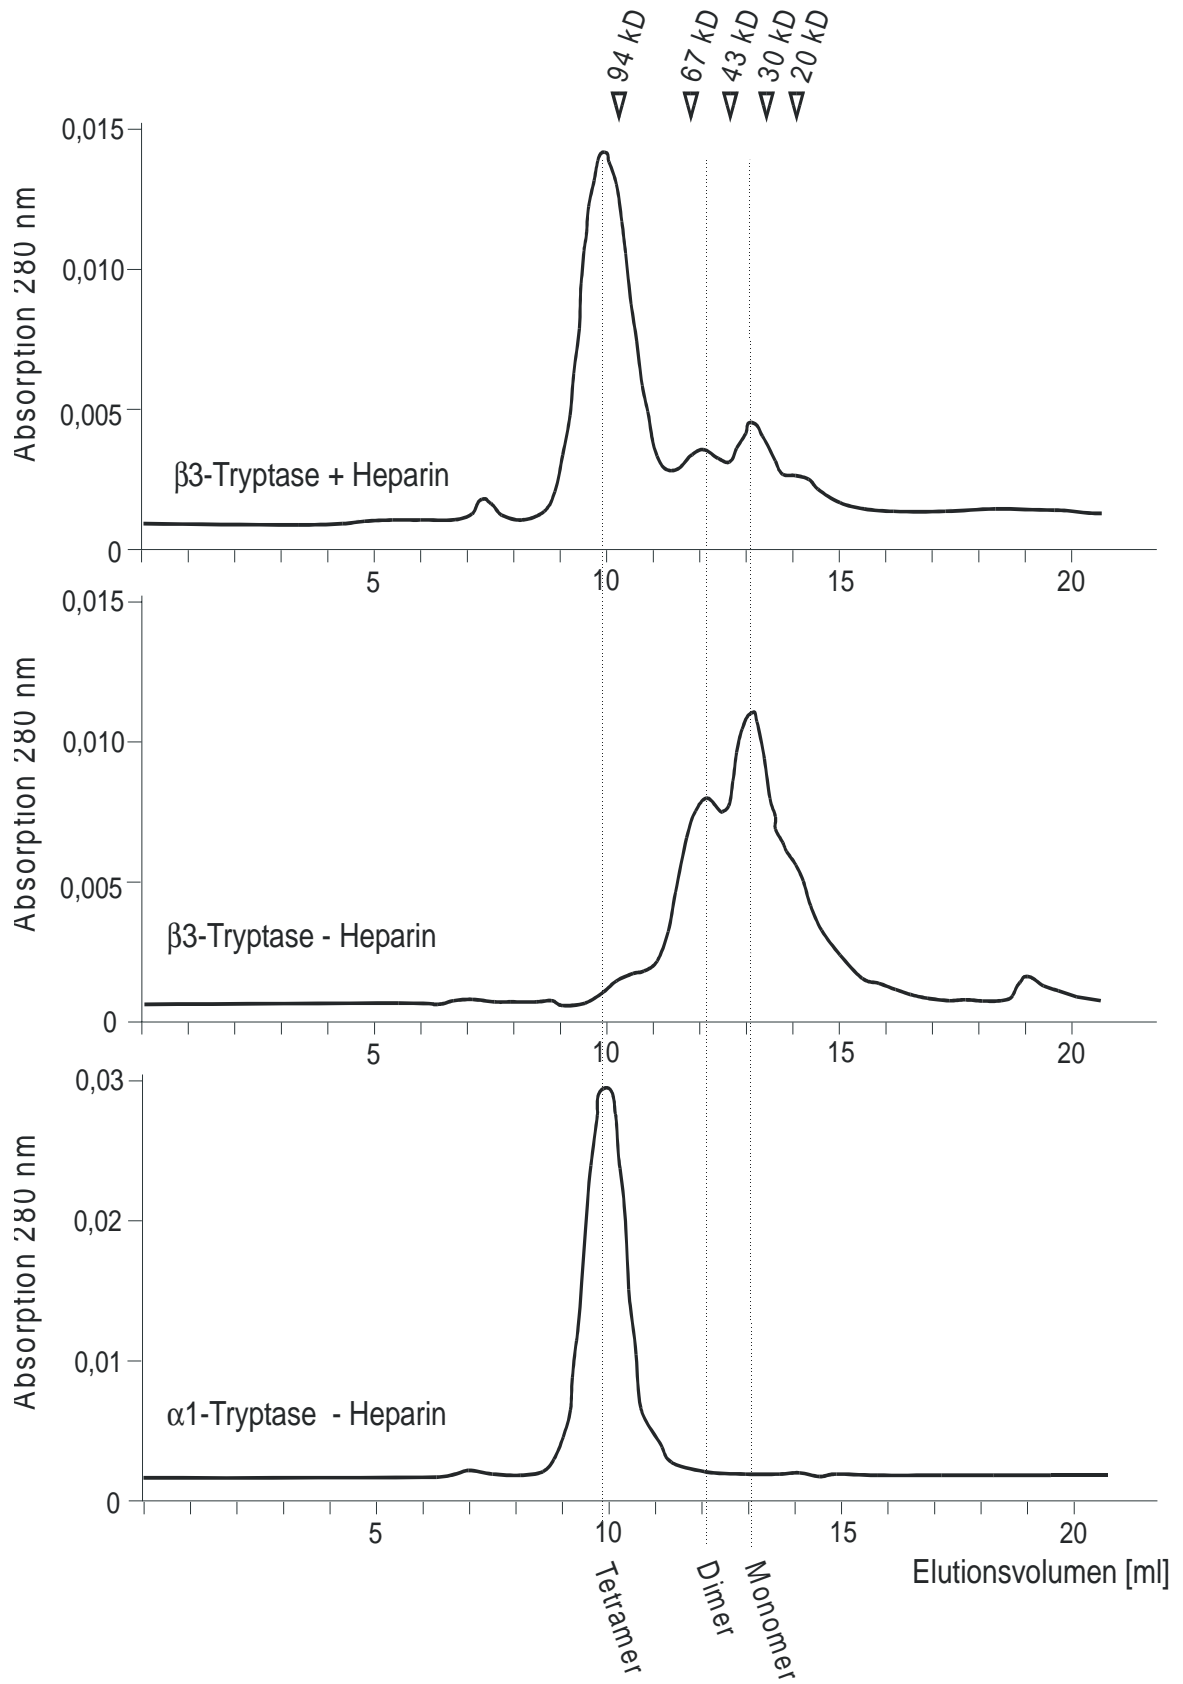 94 kD
67 kD
43 kD
30 kD
20 kD
Absorption 280 nm
0,015
0,010
0,005
0
β3-Tryptase + Heparin
5
10
15
20
Absorption 280 nm
0,015
0,010
0,005
0
β3-Tryptase - Heparin
5
10
15
20
Absorption 280 nm
0,03
0,02
0,01
0
α1-Tryptase - Heparin
5
10
15
20
Elutionsvolumen [ml]
Tetramer
Dimer
Monomer